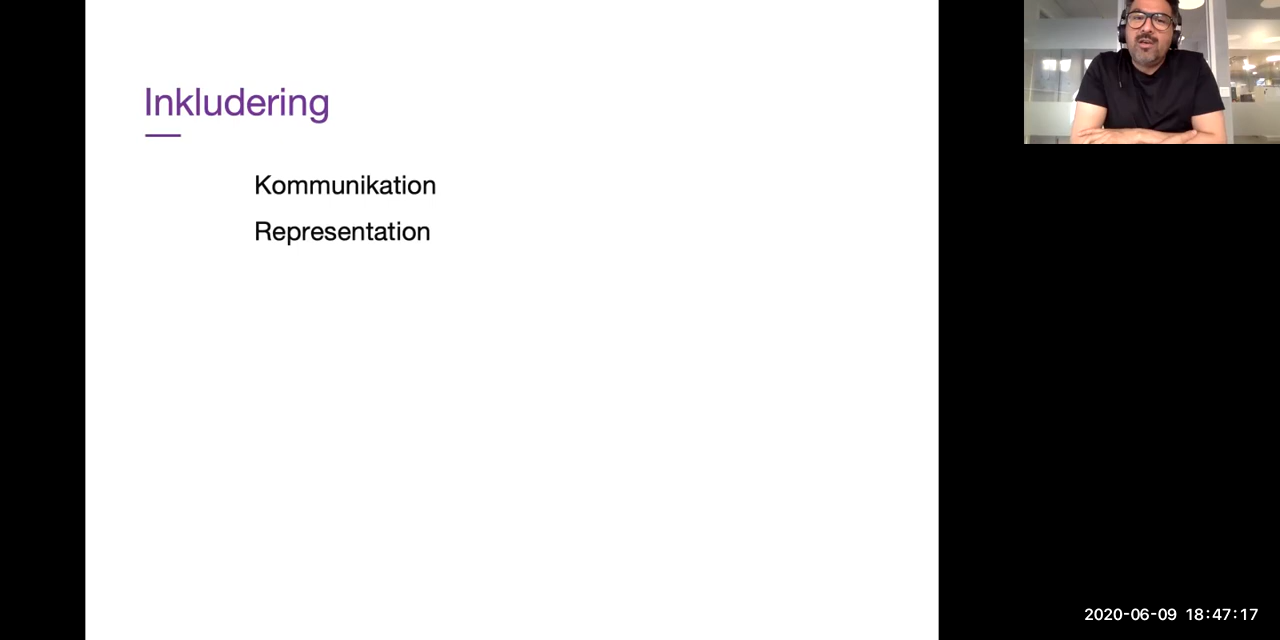 Inkludering
Kommunikation
Representation
2020-06-09 18:47:17